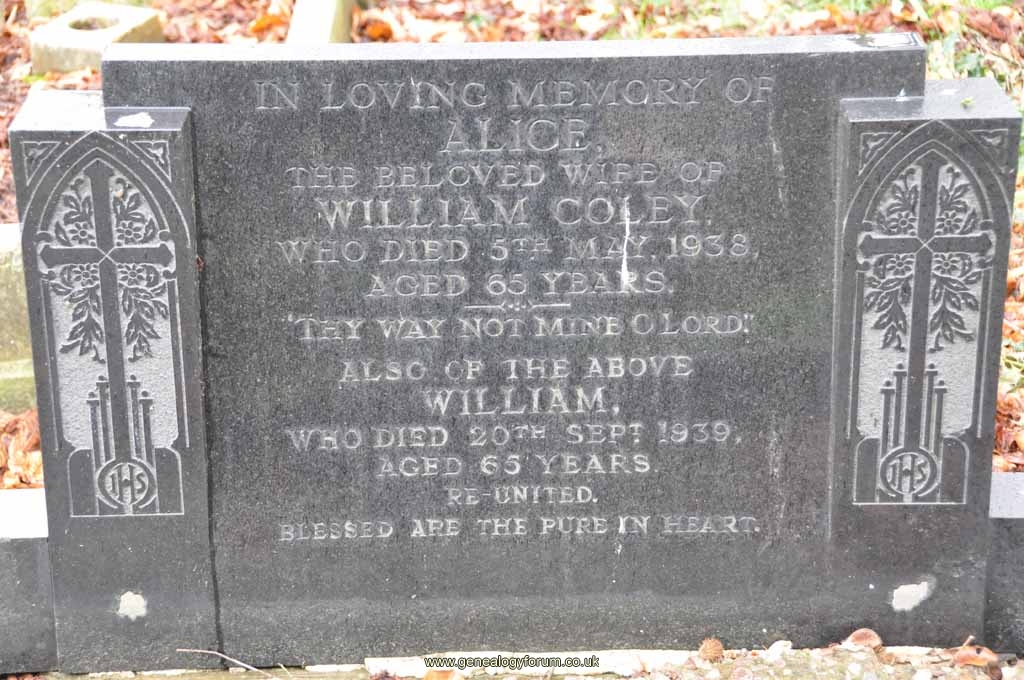 IN LOVING MEMORY OF
ALICE,
THE BELOVED WIFE OF
WILLIAM COLEY,
WHO DIED 5TH MAY, 1938,
AGED 65 YEARS.
"THY WAY NOT MINE O LORD."
ALSO OF THE ABOVE
WILLIAM,
WHO DIED 20TH SEPT. 1939,
AGED 65 YEARS.
RE-UNITED.
BLESSED ARE THE PURE IN HEART.
IHS
IHS
www.genealogyforum.co.uk